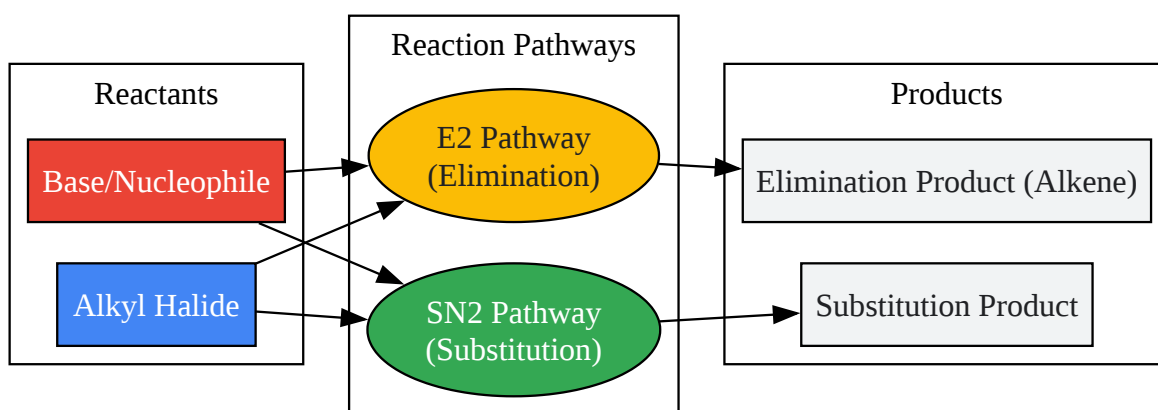 Reaction Pathways
Reactants
Products
Base/Nucleophile
E2 Pathway
(Elimination)
Elimination Product (Alkene)
Alkyl Halide
SN2 Pathway
(Substitution)
Substitution Product